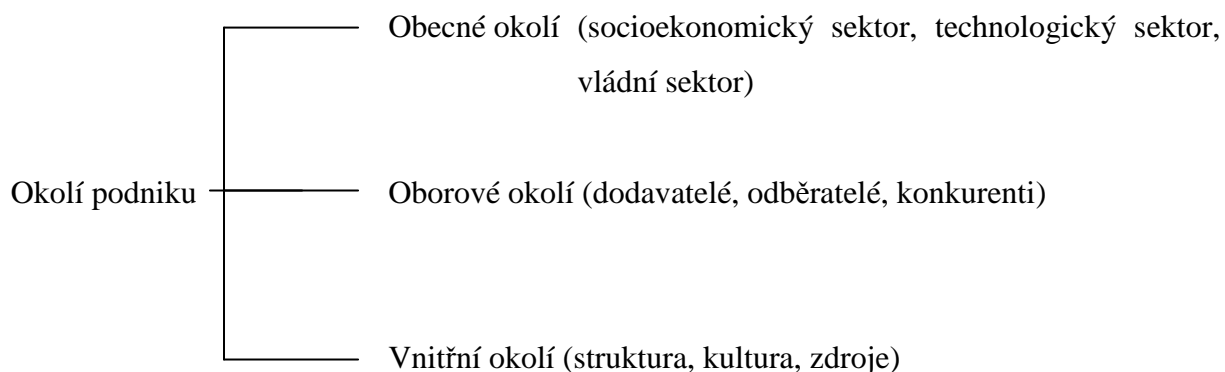 Obecné okolí (socioekonomický sektor, technologický sektor,
vládní sektor)
Okolí podniku
Oborové okolí (dodavatelé, odběratelé, konkurenti)
Vnitřní okolí (struktura, kultura, zdroje)